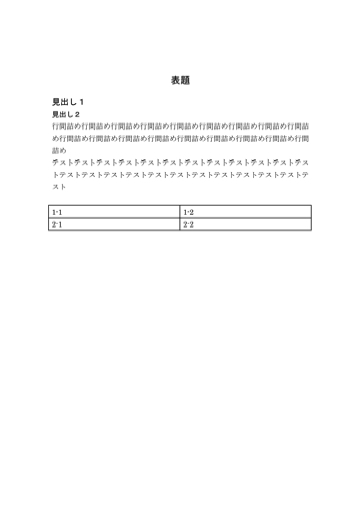 表題
見出し１
見出し２
行間詰め行間詰め行間詰め行間詰め行間詰め行間詰め行間詰め行間詰め行間詰
め行間詰め行間詰め行間詰め行間詰め行間詰め行間詰め行間詰め行間詰め行間
詰め
テストテストテストテストテストテストテストテストテストテストテストテス
トテストテストテストテストテストテストテストテストテストテストテストテ
スト
1-1 1-2
2-1 2-2